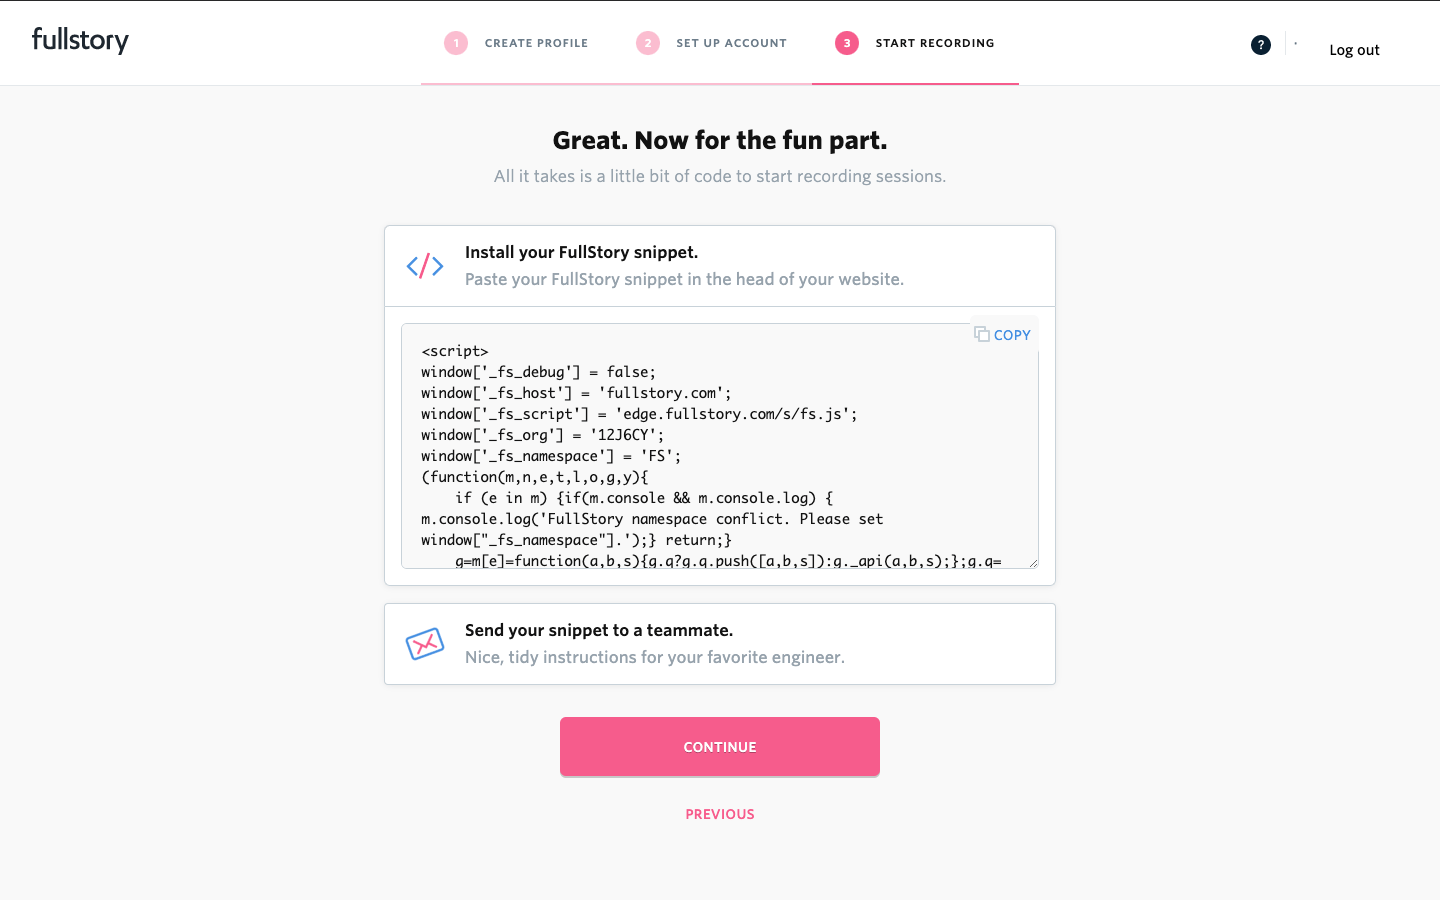 fullstory
1 CREATE PROFILE
2 SET UP ACCOUNT
3 START RECORDING
?
Log out
Great. Now for the fun part.
All it takes is a little bit of code to start recording sessions.
</> Install your FullStory snippet.
Paste your FullStory snippet in the head of your website.
COPY
<script>
window['_fs_debug'] = false;
window['_fs_host'] = 'fullstory.com';
window['_fs_script'] = 'edge.fullstory.com/s/fs.js';
window['_fs_org'] = '12J6CY';
window['_fs_namespace'] = 'FS';
(function(m,n,e,t,l,o,g,y){
    if (e in m) {if(m.console && m.console.log) {
m.console.log('FullStory namespace conflict. Please set
window["_fs_namespace"].');} return;}
    g=m[e]=function(a,b,s){g.q?g.q.push([a,b,s]):g._api(a,b,s);};g.q=
Send your snippet to a teammate.
Nice, tidy instructions for your favorite engineer.
CONTINUE
PREVIOUS